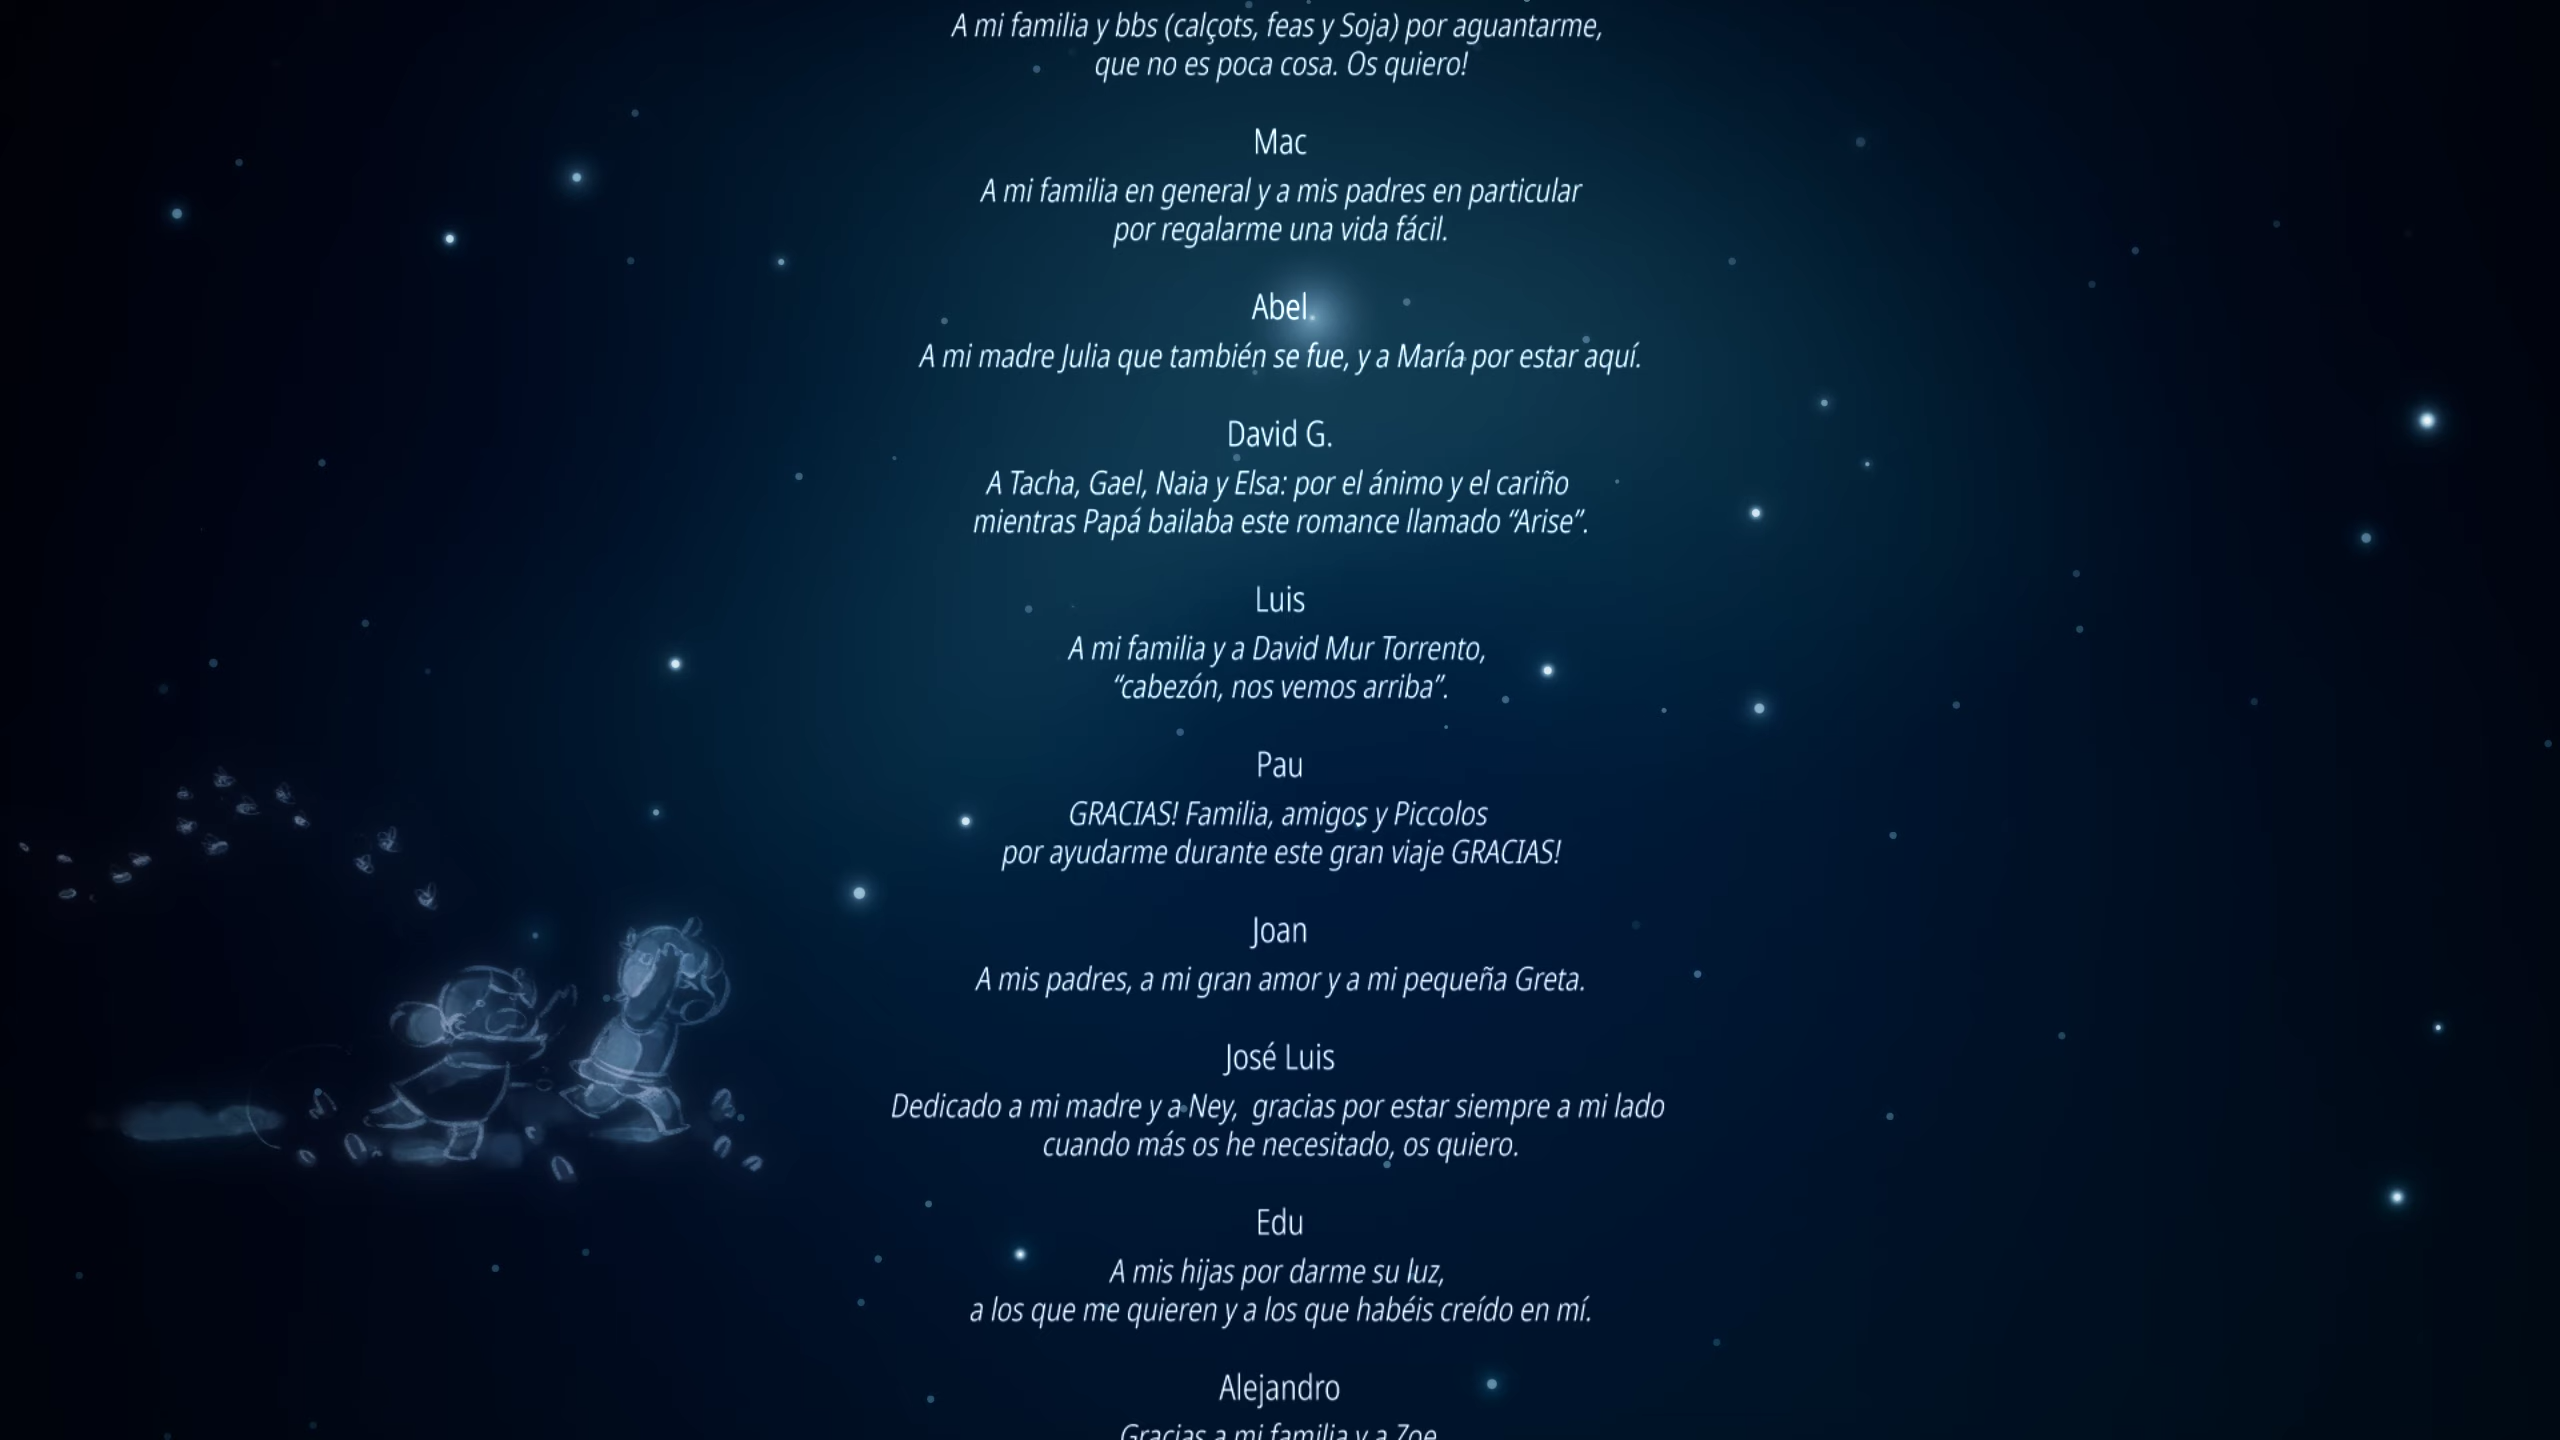 A mi familia y bbs (calçots, feas y Soja) por aguantarme,
que no es poca cosa. Os quiero!
Mac
A mi familia en general y a mis padres en particular
por regalarme una vida fácil.
Abel.
A mi madre Julia que también se fue, y a María por estar aquí.
David G.
A Tacha, Gael, Naia y Elsa: por el ánimo y el cariño
mientras Papá bailaba este romance llamado “Arise”.
Luis
A mi familia y a David Mur Torrento,
“cabezón, nos vemos arriba”.
Pau
GRACIAS! Familia, amigos y Piccolos
por ayudarme durante este gran viaje GRACIAS!
Joan
A mis padres, a mi gran amor y a mi pequeña Greta.
José Luis
Dedicado a mi madre y a Ney,  gracias por estar siempre a mi lado
cuando más os he necesitado, os quiero.
Edu
A mis hijas por darme su luz,
a los que me quieren y a los que habéis creído en mí.
Alejandro
Gracias a mi familia y a Zoe